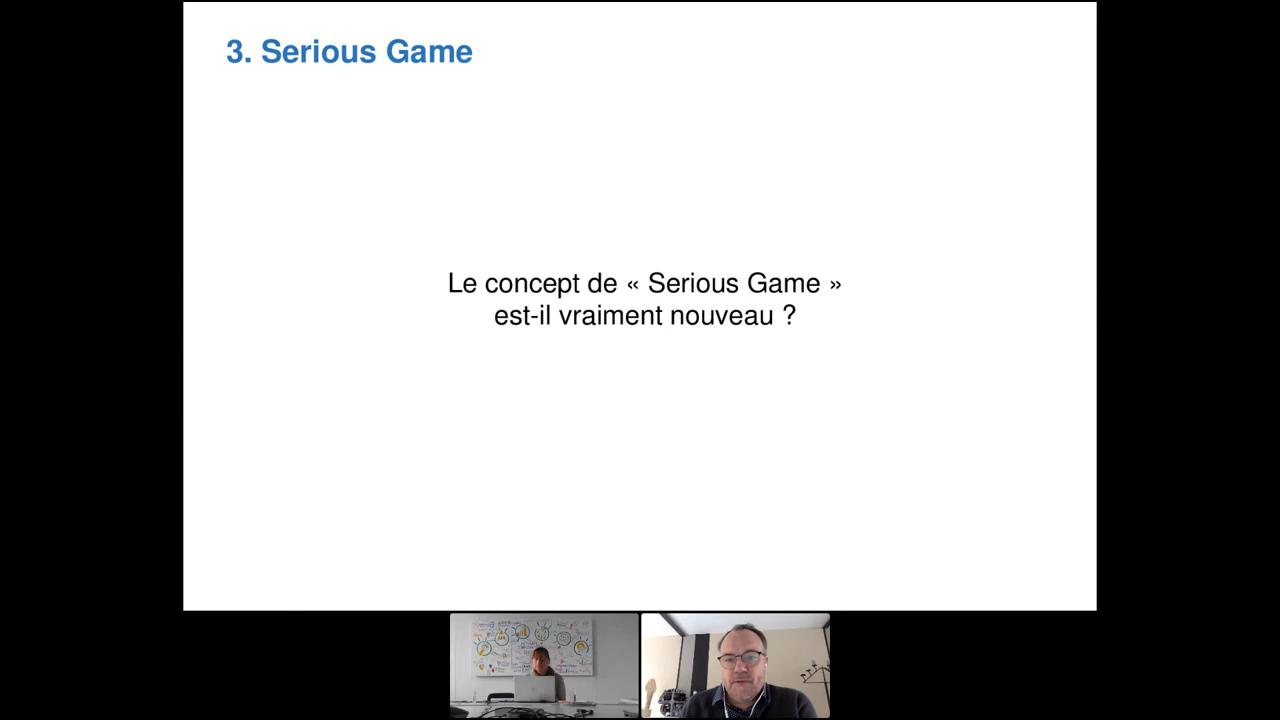 3. Serious Game
Le concept de « Serious Game »
est-il vraiment nouveau ?